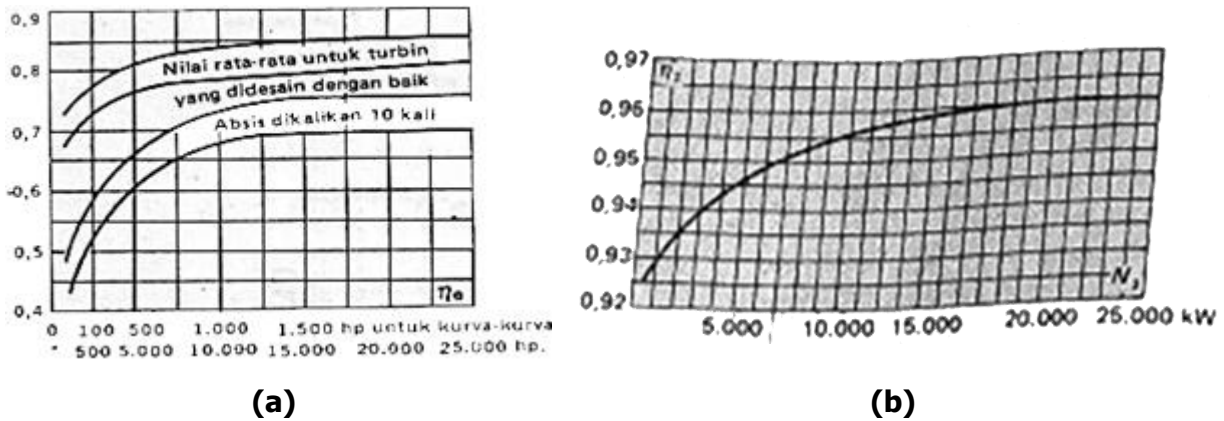 0,9
0,8
0,7
-0,6
0,5
0,4
Nilai rata-rata untuk turbin
yang didesain dengan baik
Absis dikalikan 10 kali
ηe
0 100 500 1.000 1.500 hp untuk kurva-kurva
500 5.000 10.000 15.000 20.000 25.000 hp.
(a)
0,97
0,96
0,95
0,94
0,93
0,92
5.000 10.000 15.000 20.000 25.000 kW
(b)